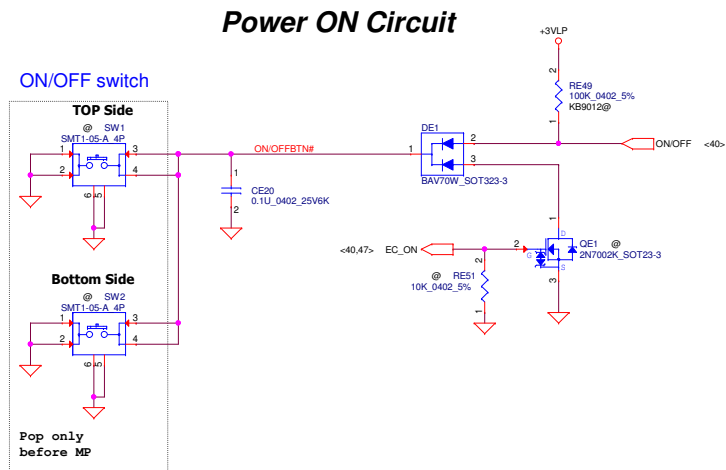 Power ON Circuit
+3VLP
ON/OFF switch
2
RE49
100K_0402_5%
KB9012@
1
TOP Side
@ SW1
SMT1-05-A_4P
1
3
2
4
6
5
ON/OFFBTN#
1
DE1
2
3
BAV70W_SOT323-3
ON/OFF <40>
1
CE20
0.1U_0402_25V6K
2
1
D
QE1 @
2N7002K_SOT23-3
2
G
S
3
<40,47> EC_ON
2
@ RE51
10K_0402_5%
1
Bottom Side
@ SW2
SMT1-05-A_4P
1
3
2
4
6
5
Pop only
before MP